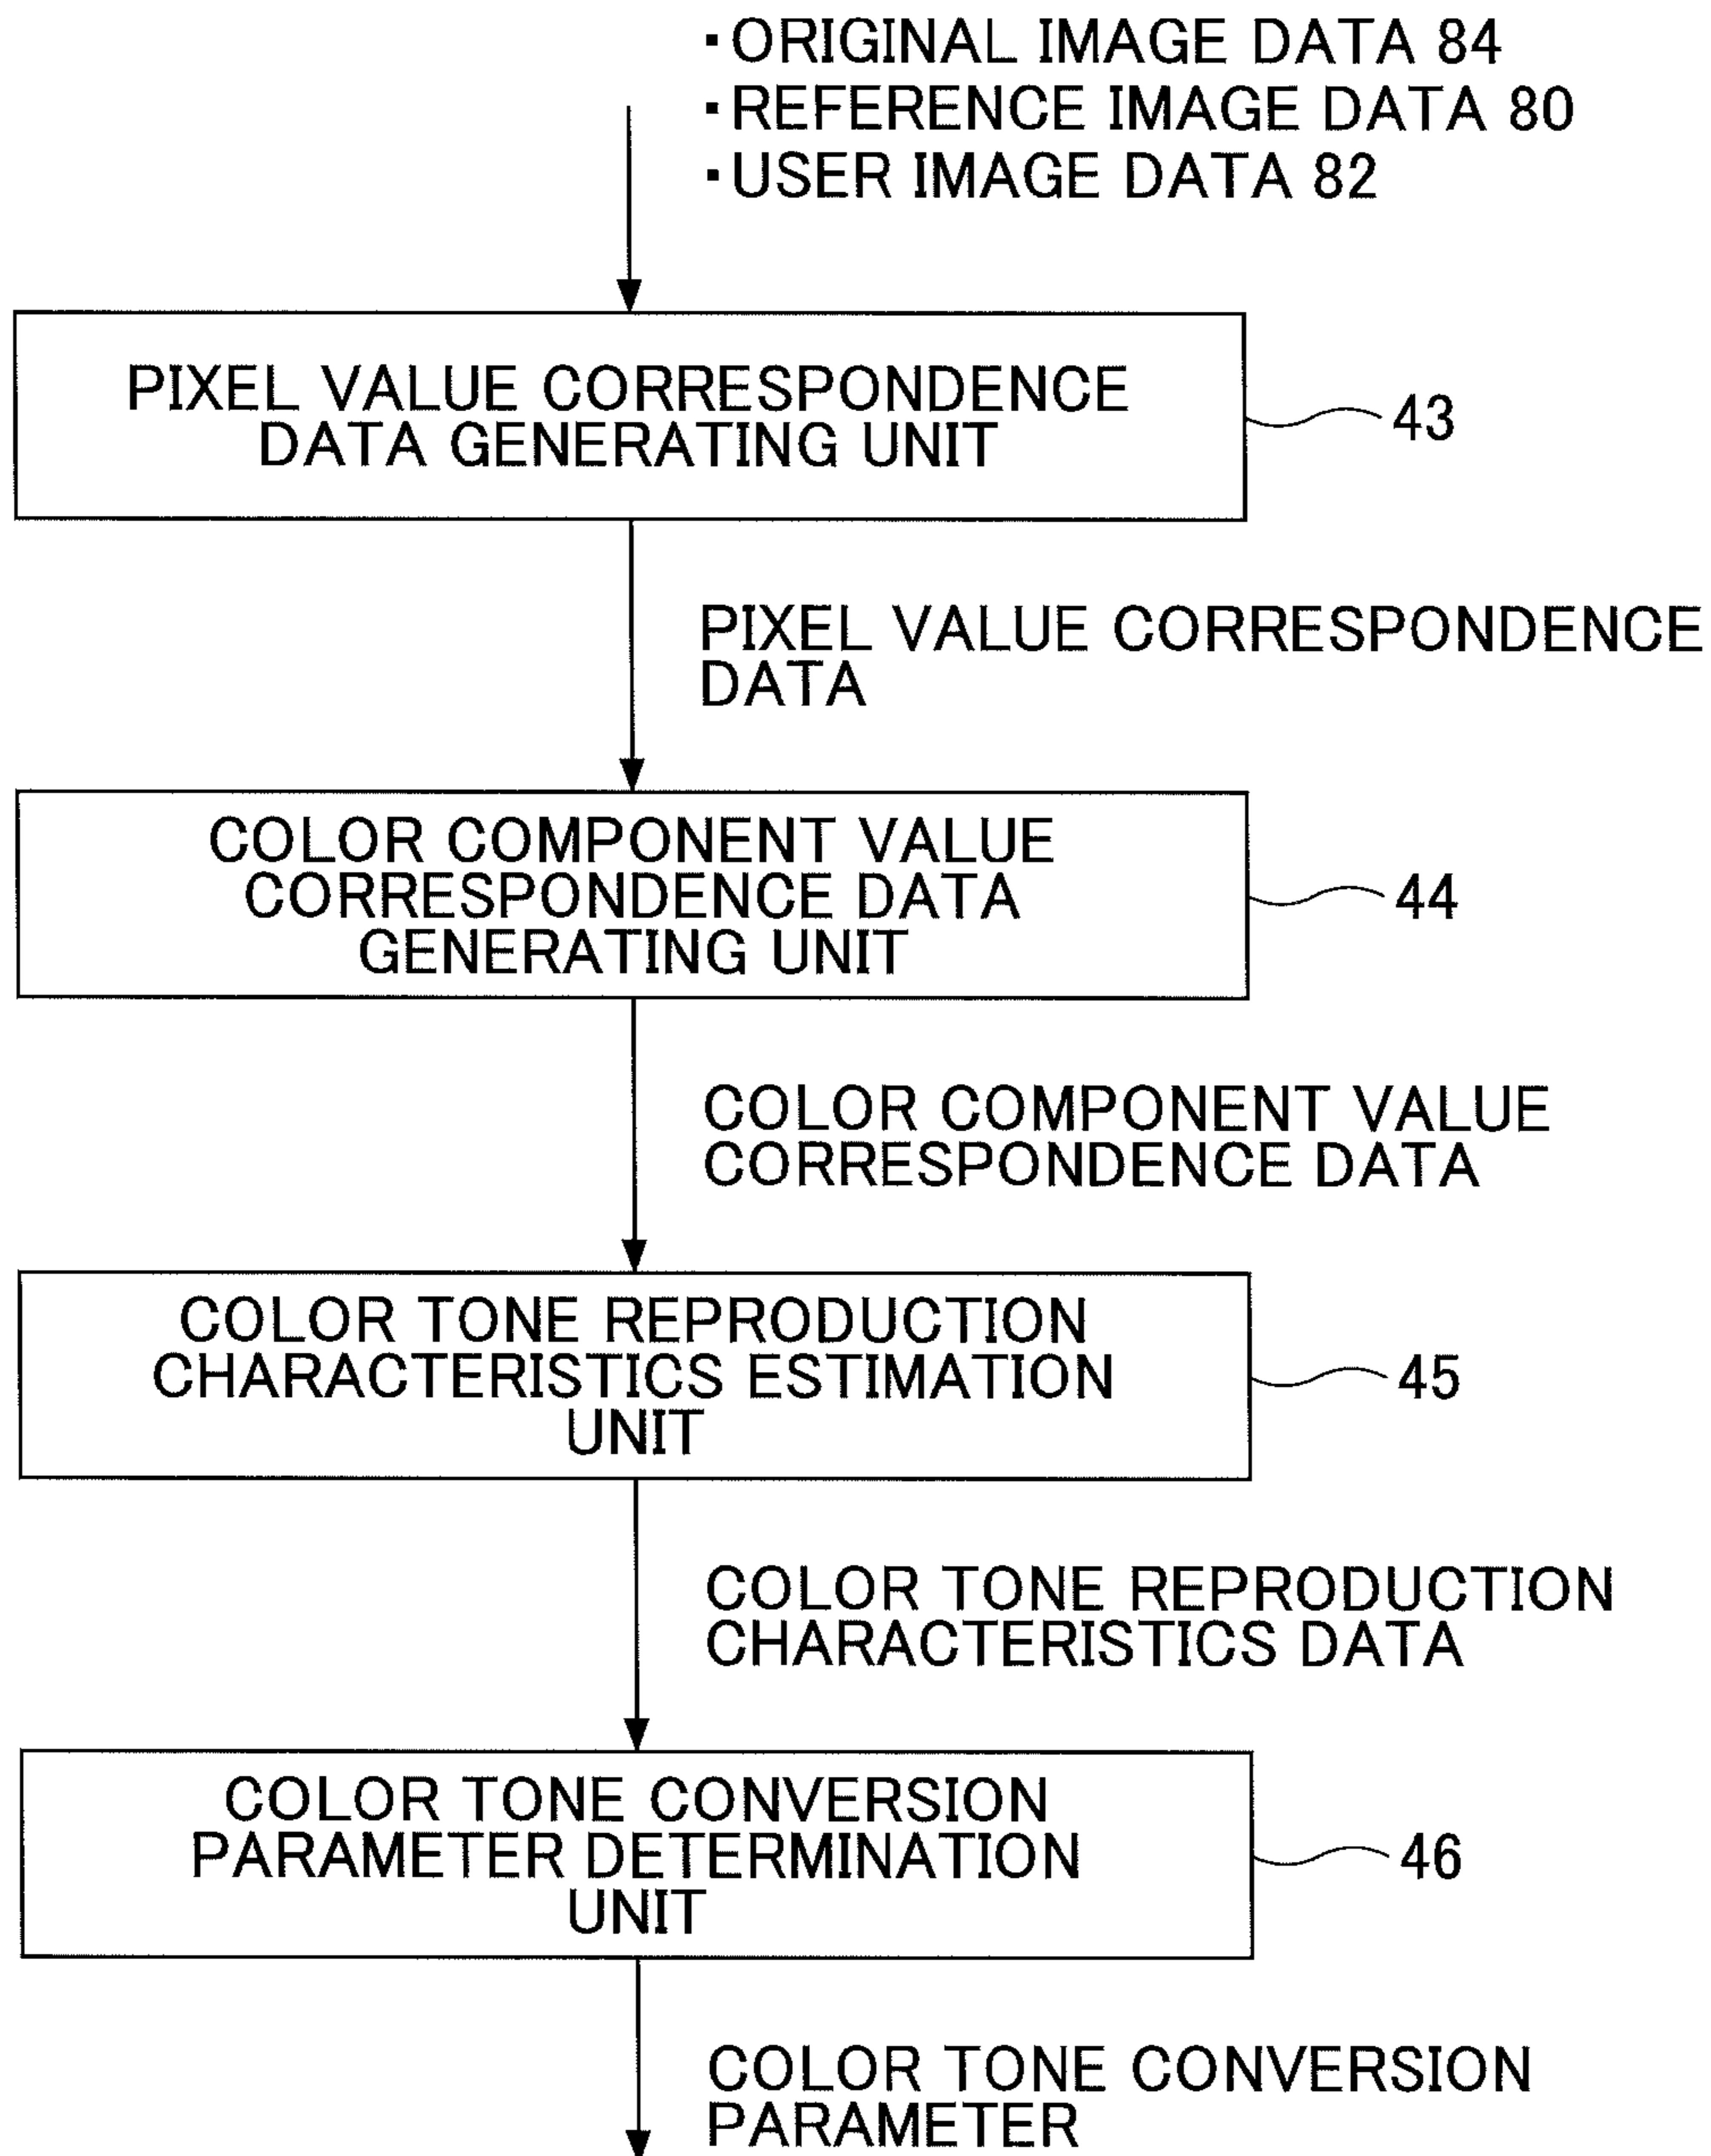 ・ORIGINAL IMAGE DATA 84
・REFERENCE IMAGE DATA 80
・USER IMAGE DATA 82
PIXEL VALUE CORRESPONDENCE
DATA GENERATING UNIT
43
PIXEL VALUE CORRESPONDENCE
DATA
COLOR COMPONENT VALUE
CORRESPONDENCE DATA
GENERATING UNIT
44
COLOR COMPONENT VALUE
CORRESPONDENCE DATA
COLOR TONE REPRODUCTION
CHARACTERISTICS ESTIMATION
UNIT
45
COLOR TONE REPRODUCTION
CHARACTERISTICS DATA
COLOR TONE CONVERSION
PARAMETER DETERMINATION
UNIT
46
COLOR TONE CONVERSION
PARAMETER